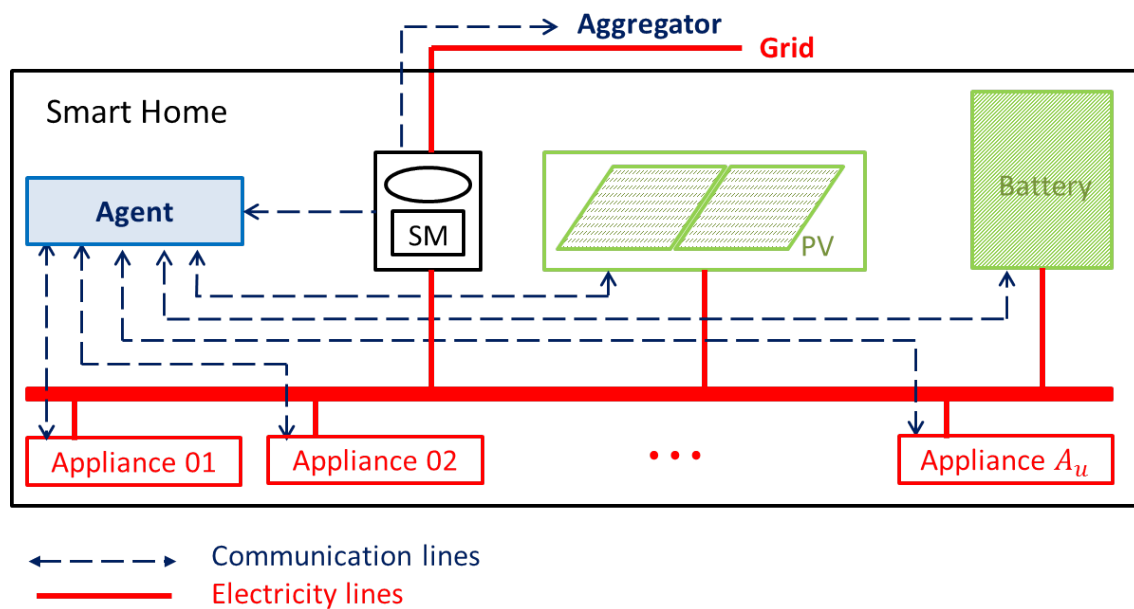 Aggregator
Grid
Smart Home
Agent
SM
PV
Battery
Appliance 01
Appliance 02
...
Appliance A_u
Communication lines
Electricity lines